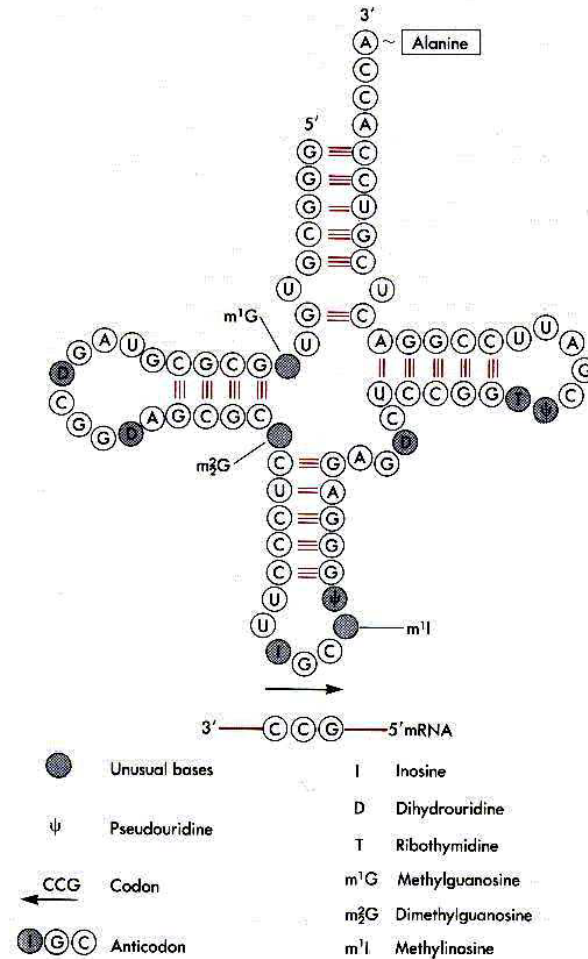 3′
A ~ Alanine
C
C
5′ A
G C
G C
G U
C G
G C
U U
m¹G G C
U
G A U G C G C G A G G C C U U A
D G
C G G D A G C G C U C C G G T ψ C
C D
m²₂G
C G A G
U A
C G
C G
C G
U ψ
U m¹I
I G C
3′ C C G 5′ mRNA
Unusual bases
ψ Pseudouridine
CCG Codon
I G C Anticodon
I Inosine
D Dihydrouridine
T Ribothymidine
m¹G Methylguanosine
m²₂G Dimethylguanosine
m¹I Methylinosine